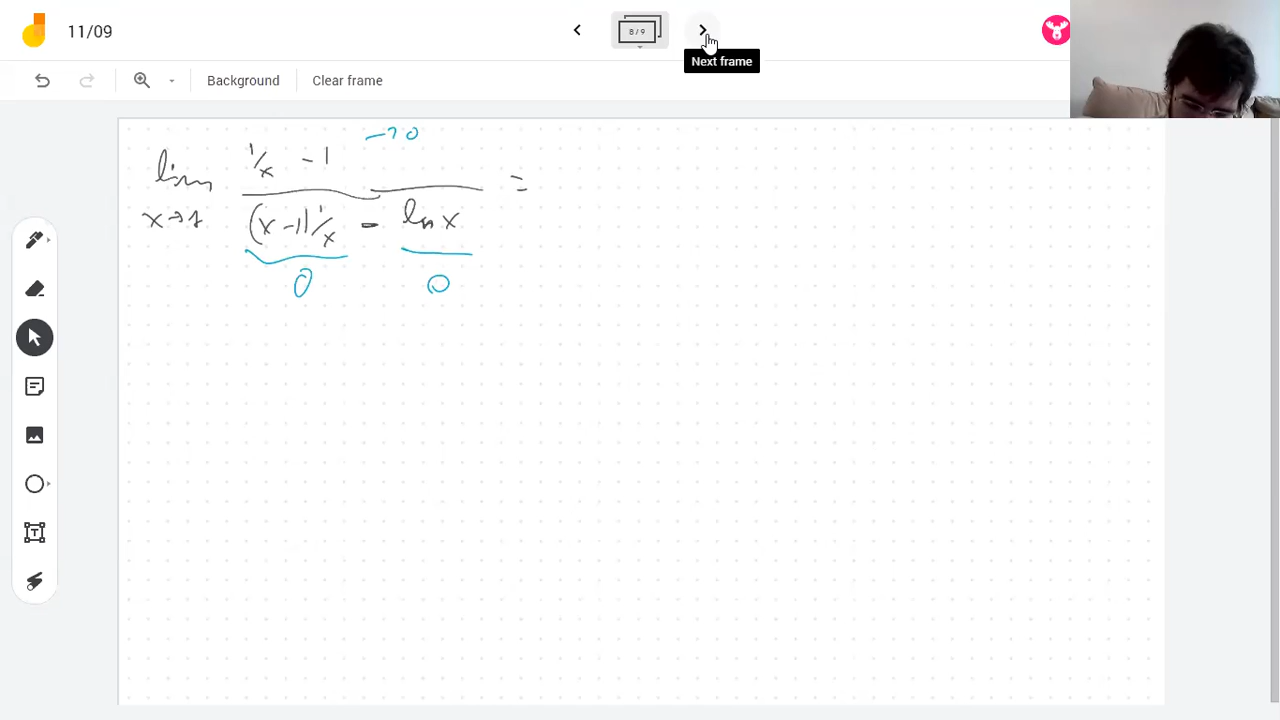 11/09
8 / 9
Next frame
Background
Clear frame
→ 0
lim 1/x - 1 =
x→1 (x-1) 1/x - ln x
0 0